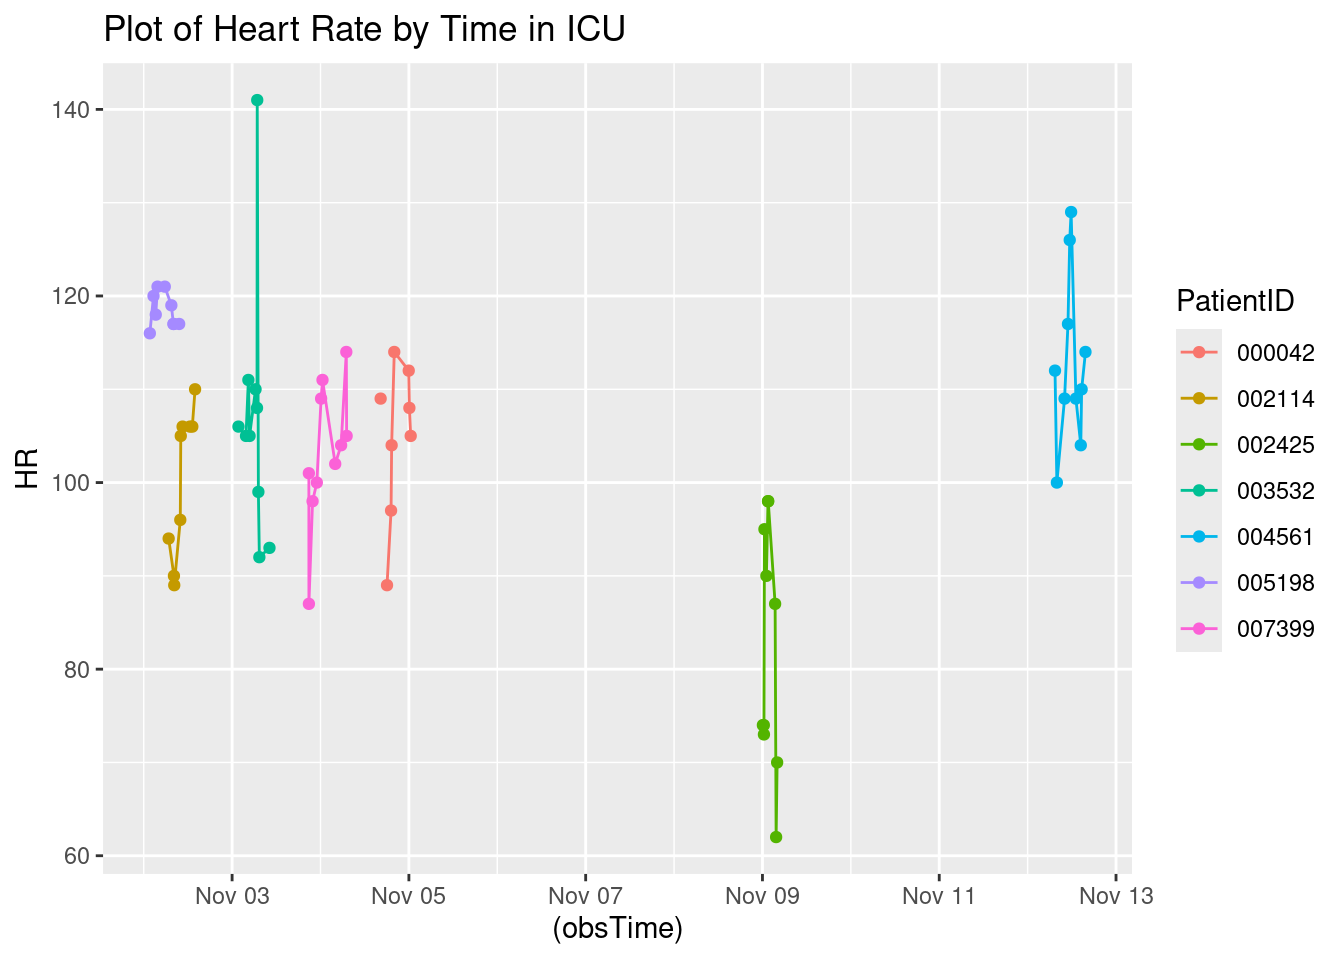 Plot of Heart Rate by Time in ICU
140
120
100
80
60
HR
Nov 03 Nov 05 Nov 07 Nov 09 Nov 11 Nov 13
(obsTime)
PatientID
000042
002114
002425
003532
004561
005198
007399